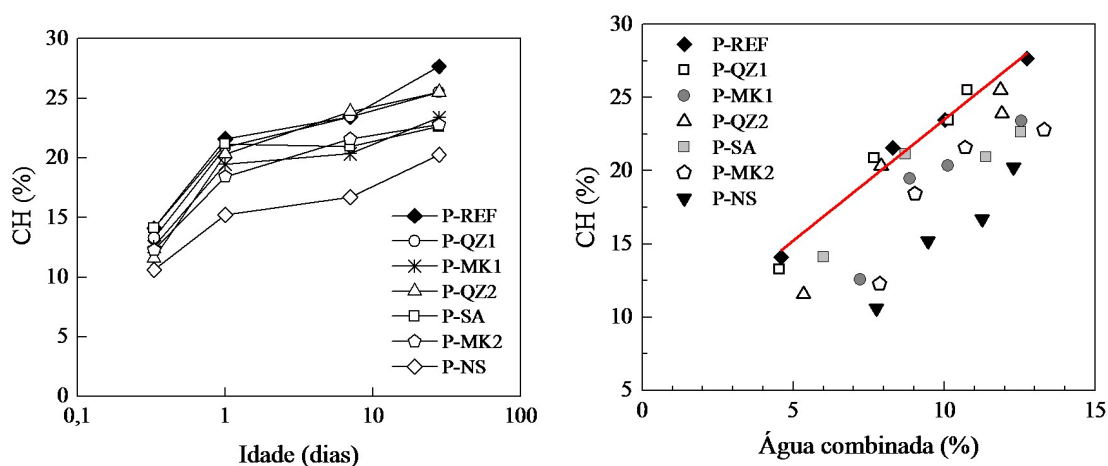 30
25
20
15
10
5
0
CH (%)
0,1
1
10
100
Idade (dias)
P-REF
P-QZ1
P-MK1
P-QZ2
P-SA
P-MK2
P-NS
30
25
20
15
10
5
CH (%)
0
5
10
15
Água combinada (%)
P-REF
P-QZ1
P-MK1
P-QZ2
P-SA
P-MK2
P-NS